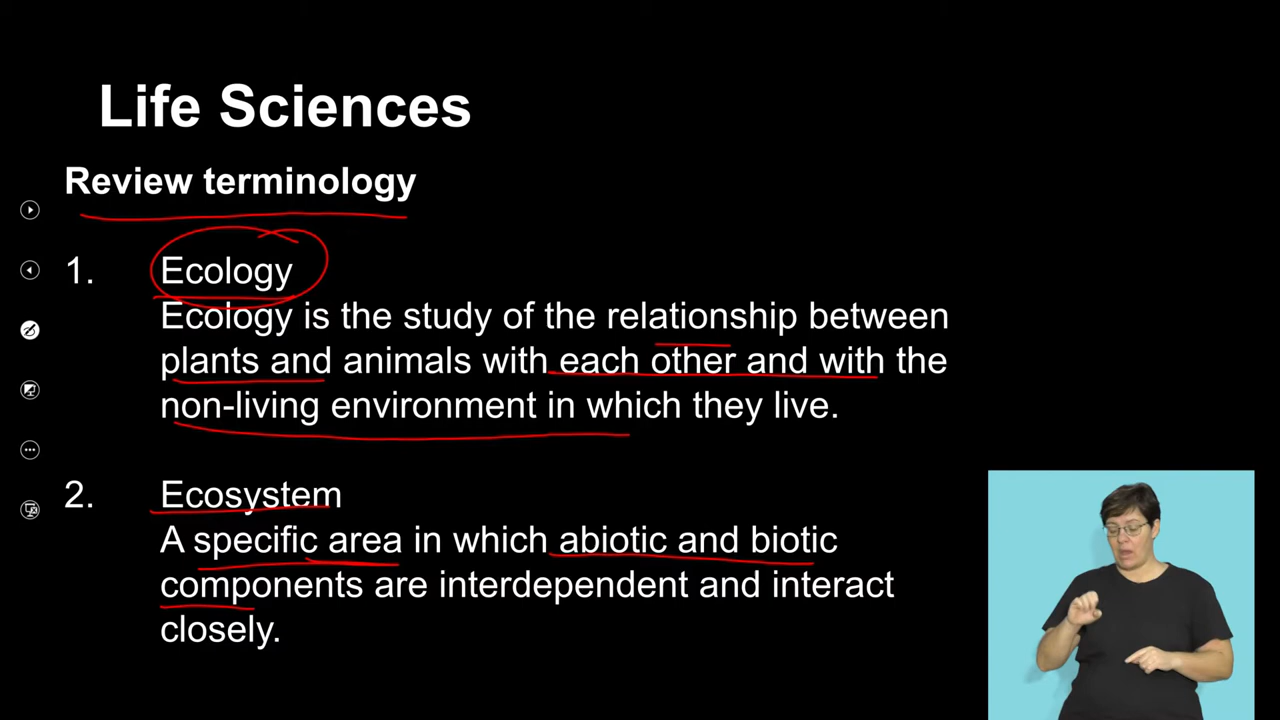 Life Sciences
Review terminology
1. Ecology
Ecology is the study of the relationship between
plants and animals with each other and with the
non-living environment in which they live.
2. Ecosystem
A specific area in which abiotic and biotic
components are interdependent and interact
closely.